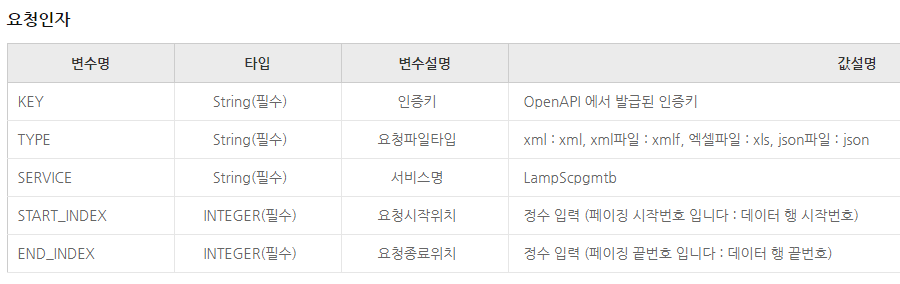 요청인자
변수명 타입 변수설명 값설명
KEY String(필수) 인증키 OpenAPI 에서 발급된 인증키
TYPE String(필수) 요청파일타입 xml : xml, xml파일 : xmlf, 엑셀파일 : xls, json파일 : json
SERVICE String(필수) 서비스명 LampScpgmtb
START_INDEX INTEGER(필수) 요청시작위치 정수 입력 (페이징 시작번호 입니다 : 데이터 행 시작번호)
END_INDEX INTEGER(필수) 요청종료위치 정수 입력 (페이징 끝번호 입니다 : 데이터 행 끝번호)